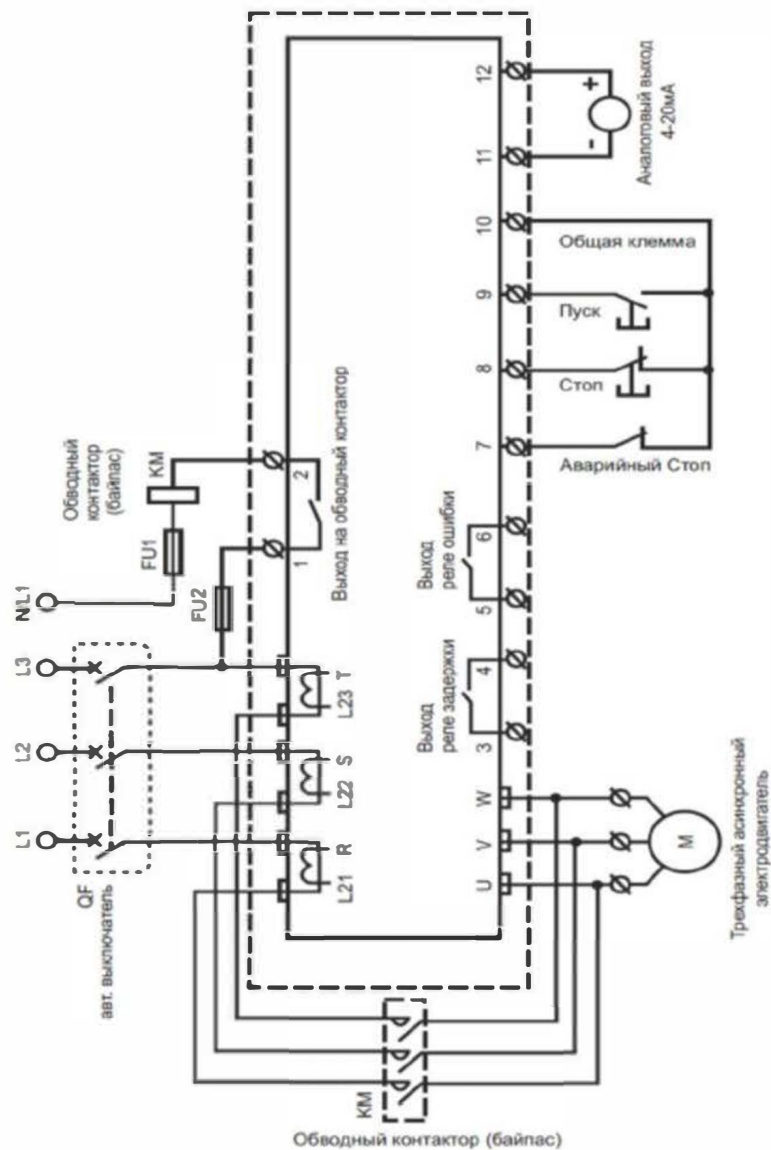 L1
L2
L3
N/L1
QF
авт. выключатель
FU1
KM
Обводный
контактор
(байпас)
FU2
L21
R
L22
S
L23
T
1
2
Выход на обводный контактор
KM
Обводный контактор (байпас)
U
V
W
3
4
5
6
7
8
9
10
11
12
Выход
реле задержки
Выход
реле ошибки
M
Трехфазный асинхронный
электродвигатель
Аварийный Стоп
Стоп
Пуск
Общая клемма
-
+
Аналоговый выход
4-20мА